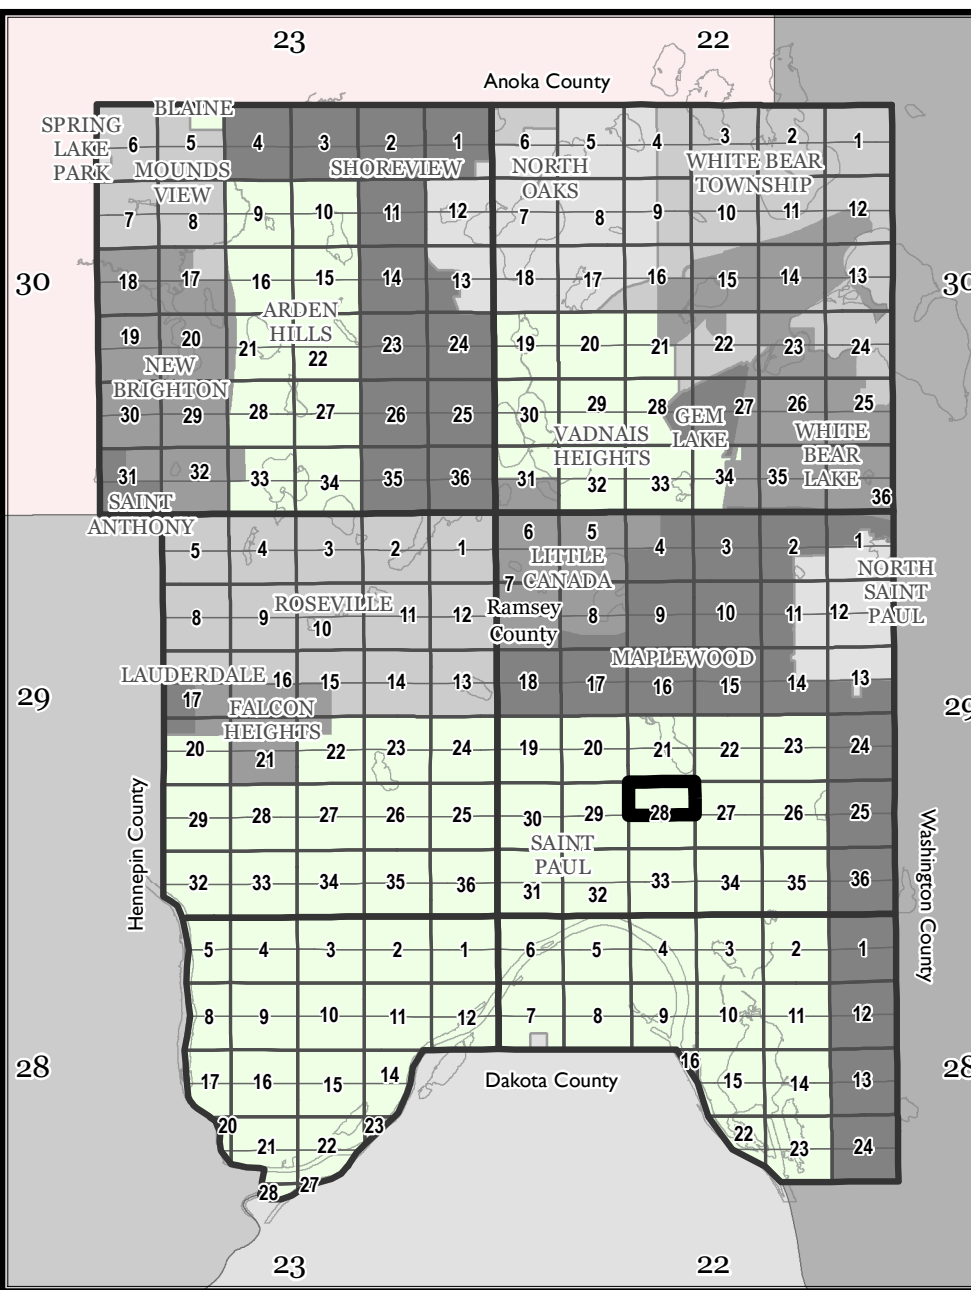 23 22
Anoka County
BLAINE
SPRING
LAKE
PARK
6 5 4 3 2 1 6 5 4 3 2 1
MOUNDS
VIEW
SHOREVIEW
NORTH
OAKS
WHITE BEAR
TOWNSHIP
7 8 9 10 11 12 7 8 9 10 11 12
30 18 17 16 15 14 13 18 17 16 15 14 13 30
ARDEN
HILLS
19 20 21 22 23 24 19 20 21 22 23 24
NEW
BRIGHTON
30 29 28 27 26 25 30 29 28 27 26 25
GEM
LAKE
VADNAIS
HEIGHTS
WHITE
BEAR
LAKE
31 32 33 34 35 36 31 32 33 34 35 36
SAINT
ANTHONY
5 4 3 2 1 6 5 4 3 2 1
LITTLE
CANADA
NORTH
SAINT
PAUL
ROSEVILLE
Ramsey
County
8 9 10 11 12 7 8 9 10 11 12
MAPLEWOOD
LAUDERDALE
29 17 16 15 14 13 18 17 16 15 14 13 29
FALCON
HEIGHTS
20 21 22 23 24 19 20 21 22 23 24
Hennepin County
29 28 27 26 25 30 29 28 27 26 25
SAINT
PAUL
Washington County
32 33 34 35 36 31 32 33 34 35 36
5 4 3 2 1 6 5 4 3 2 1
8 9 10 11 12 7 8 9 10 11 12
28 17 16 15 14 16 15 14 13 28
Dakota County
20 21 22 23 22 23 24
28 27
23 22